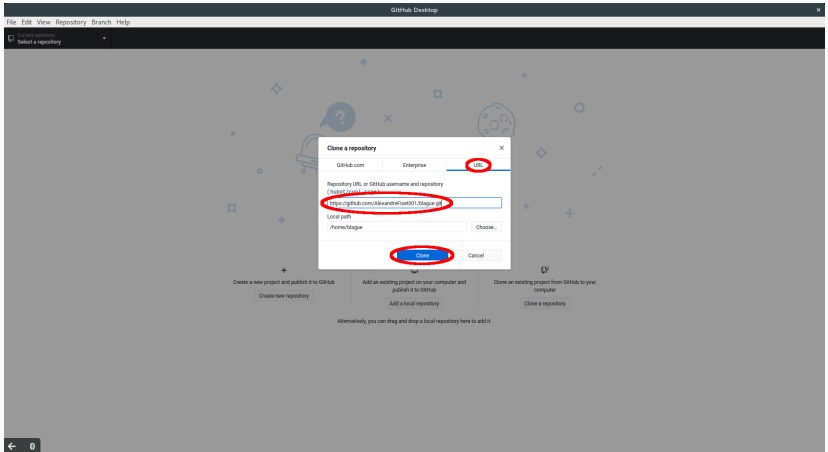 GitHub Desktop
File Edit View Repository Branch Help
Current repository
Select a repository
Clone a repository
GitHub.com Enterprise URL
Repository URL or GitHub username and repository
https://github.com/AlexandreFiset001/blague.git
Local path
/home/blague Choose...
Clone Cancel
Create a new project and publish it to GitHub
Create new repository
Add an existing project on your computer and
publish it to GitHub
Add a local repository
Clone an existing project from GitHub to your
computer
Clone a repository
Alternatively, you can drag and drop a local repository here to add it.